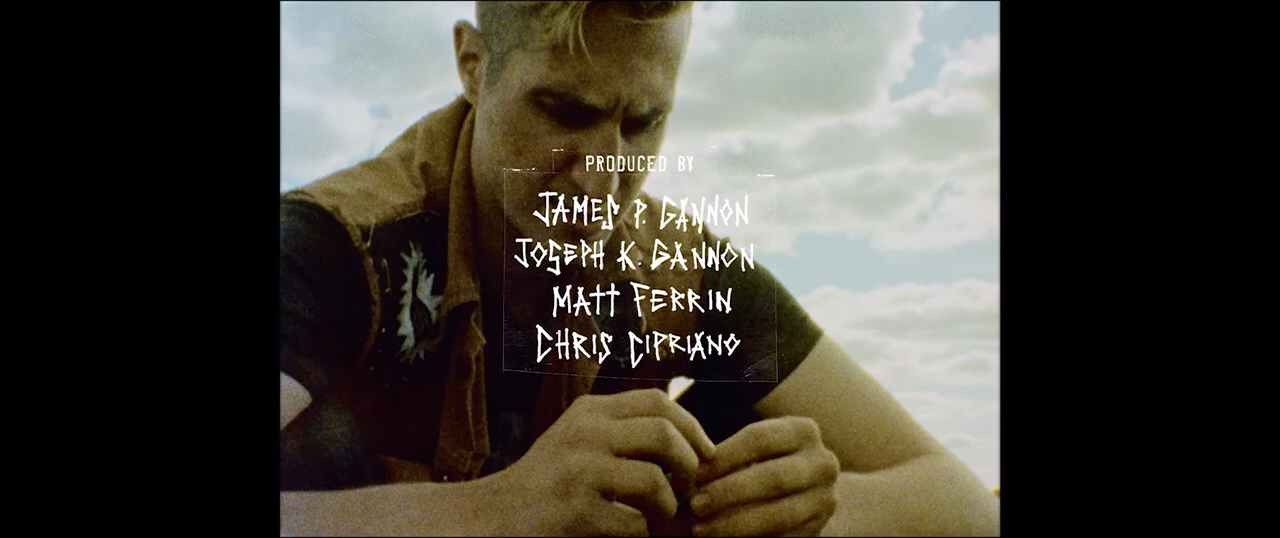 PRODUCED BY
JAMES P. GANNON
JOSEPH K. GANNON
MATT FERRIN
CHRIS CIPRIANO